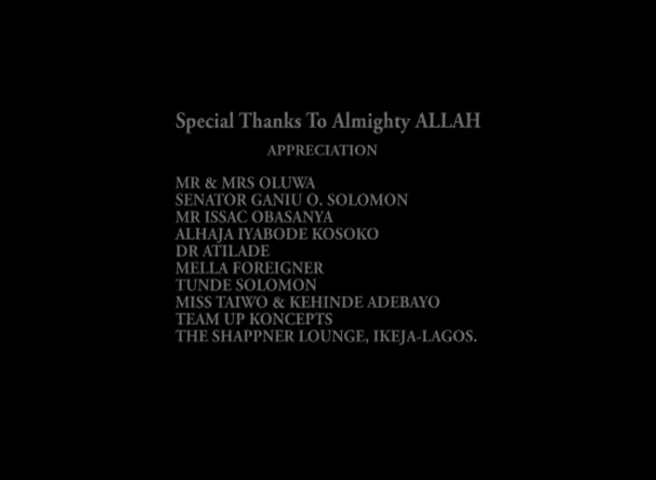 Special Thanks To Almighty ALLAH
APPRECIATION
MR & MRS OLUWA
SENATOR GANIU O. SOLOMON
MR ISSAC OBASANYA
ALHAJA IYABODE KOSOKO
DR ATILADE
MELLA FOREIGNER
TUNDE SOLOMON
MISS TAIWO & KEHINDE ADEBAYO
TEAM UP KONCEPTS
THE SHAPPNER LOUNGE, IKEJA-LAGOS.